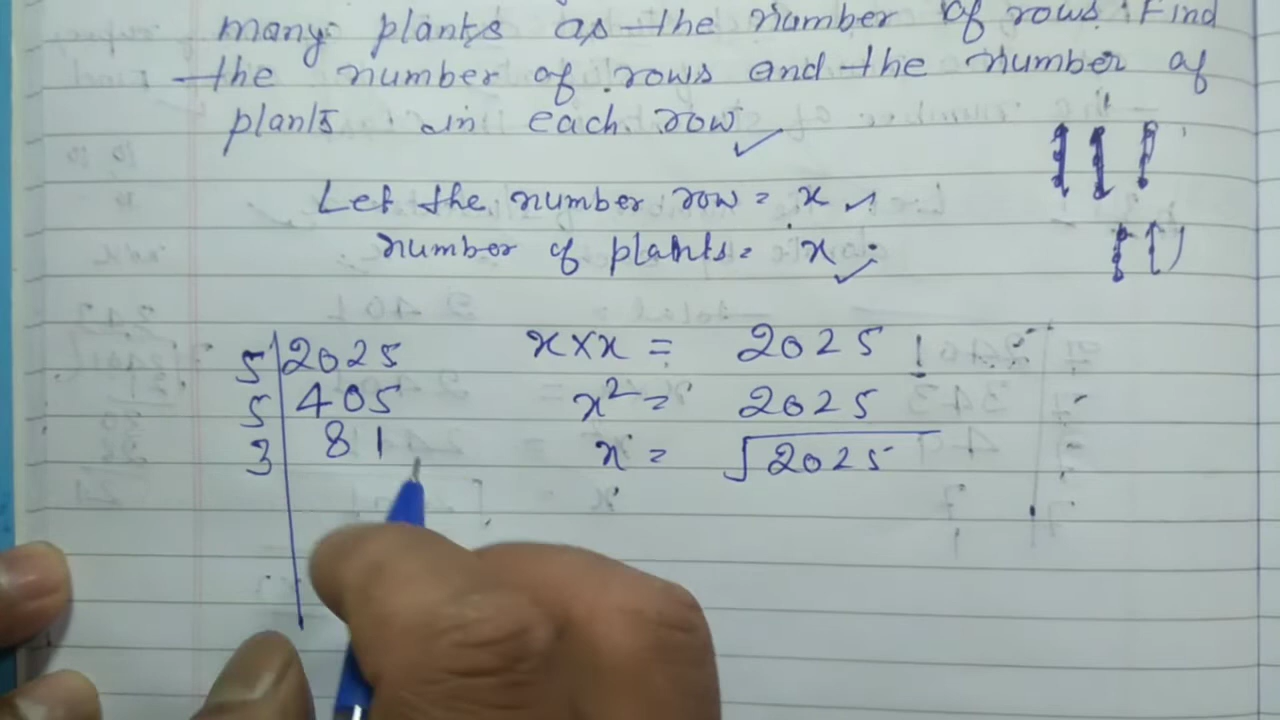 many plants as the number of rows. Find
the number of rows and the number of
plants in each row
Let the number row = x
number of plants = x
5 | 2025
5 | 405
3 | 81
x × x = 2025
x² = 2025
x = √2025